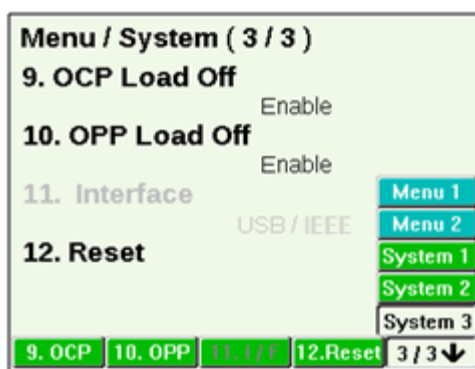 Menu / System ( 3 / 3 )
9. OCP Load Off
Enable
10. OPP Load Off
Enable
11. Interface
USB / IEEE
12. Reset
Menu 1
Menu 2
System 1
System 2
System 3
9. OCP 10. OPP 11. I / F 12.Reset 3 / 3 ↓